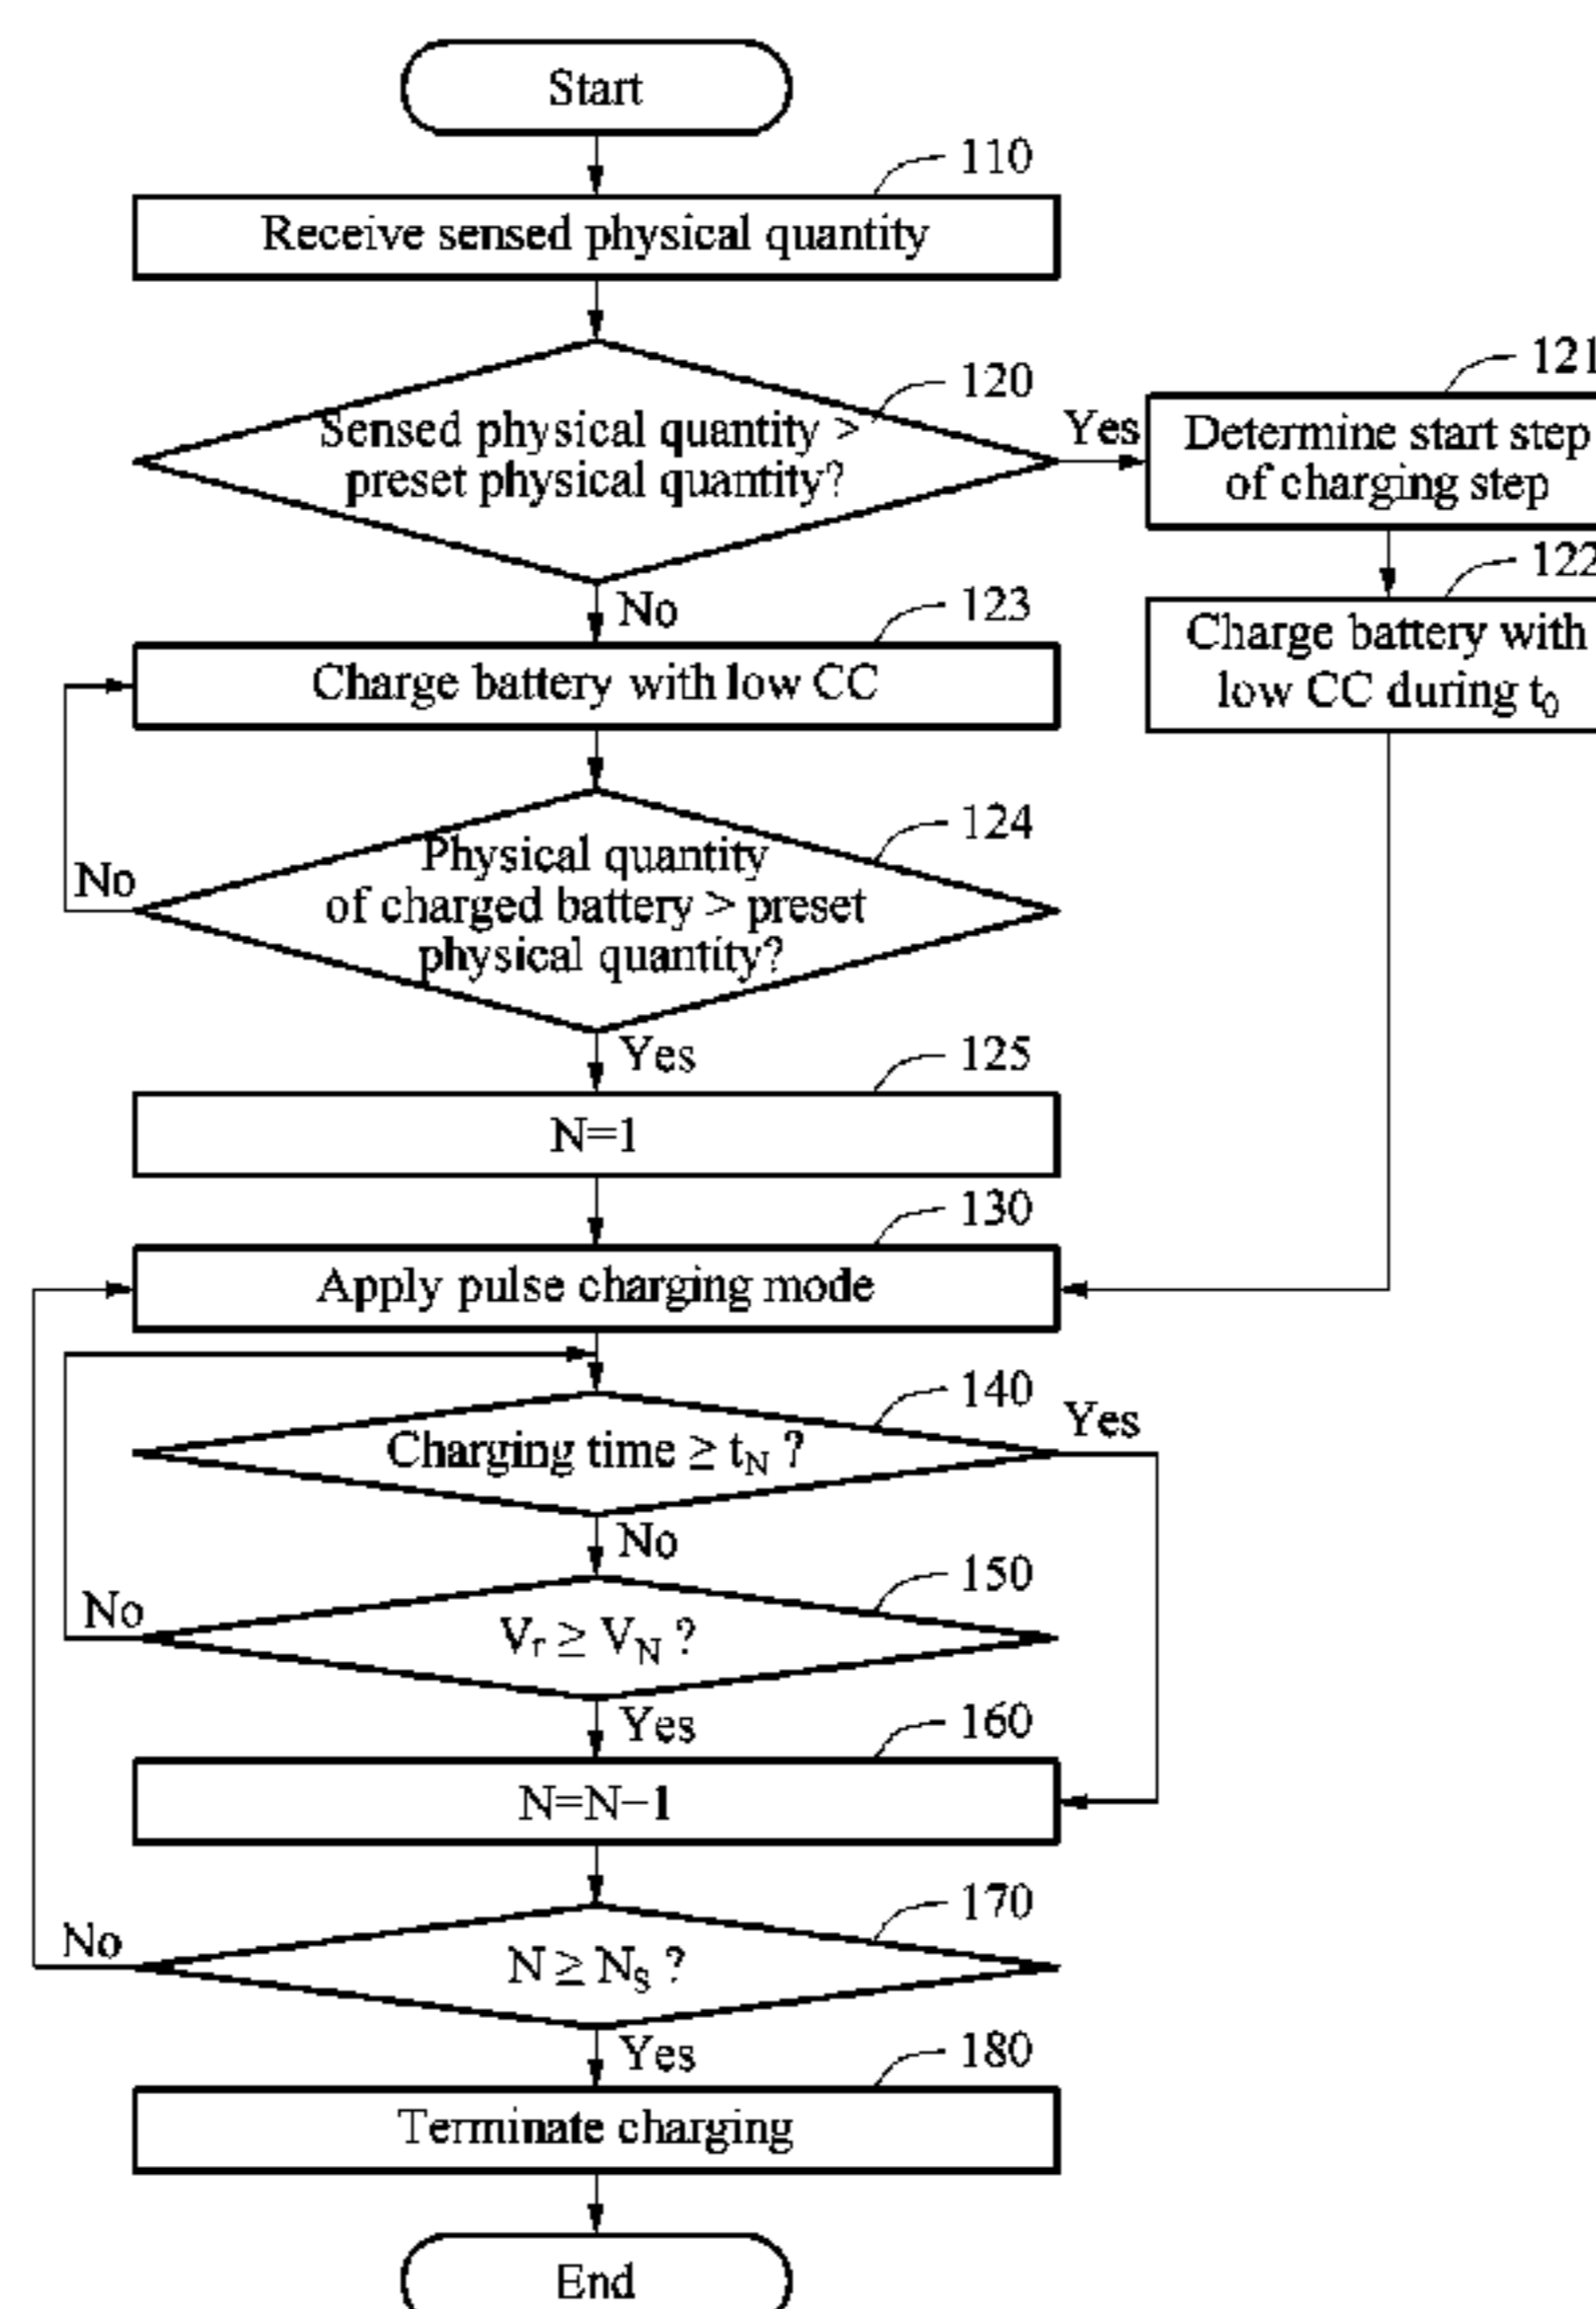 Start
110
Receive sensed physical quantity
120
Sensed physical quantity >
preset physical quantity?
Yes
121
Determine start step
of charging step
122
Charge battery with
low CC during t₀
No
123
Charge battery with low CC
124
Physical quantity
of charged battery > preset
physical quantity?
No
Yes
125
N=1
130
Apply pulse charging mode
140
Charging time ≥ tN ?
Yes
No
150
Vr ≥ VN ?
No
Yes
160
N=N−1
170
N ≥ NS ?
No
Yes
180
Terminate charging
End